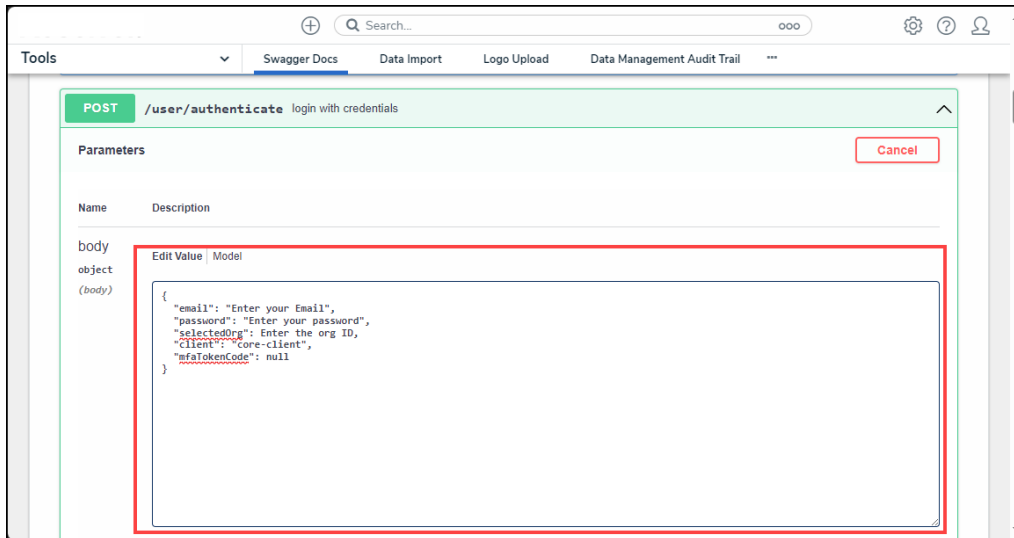 Search...
Tools
Swagger Docs
Data Import
Logo Upload
Data Management Audit Trail
POST /user/authenticate login with credentials
Parameters
Cancel
Name Description
body
object
(body)
Edit Value Model
{
"email": "Enter your Email",
"password": "Enter your password",
"selectedOrg": Enter the org ID,
"client": "core-client",
"mfaTokenCode": null
}